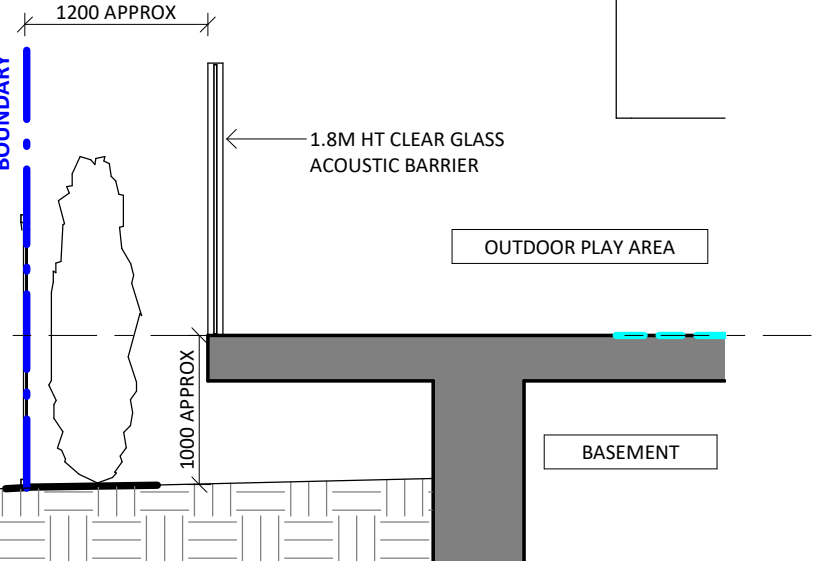 1200 APPROX
BOUNDARY
1.8M HT CLEAR GLASS
ACOUSTIC BARRIER
OUTDOOR PLAY AREA
1000 APPROX
BASEMENT